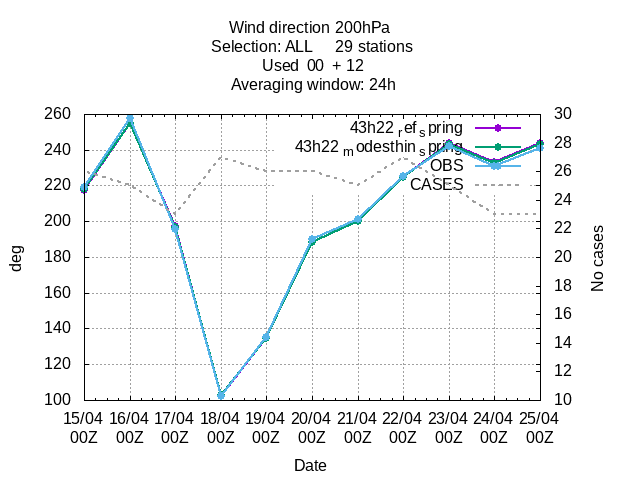 Wind direction 200hPa
Selection: ALL 29 stations
Used 00 + 12
Averaging window: 24h
260
240
220
200
180
160
140
120
100
30
28
26
24
22
20
18
16
14
12
10
43h22 ref spring
43h22 modesthin spring
OBS
CASES
deg
No cases
15/04 16/04 17/04 18/04 19/04 20/04 21/04 22/04 23/04 24/04 25/04
00Z 00Z 00Z 00Z 00Z 00Z 00Z 00Z 00Z 00Z 00Z
Date